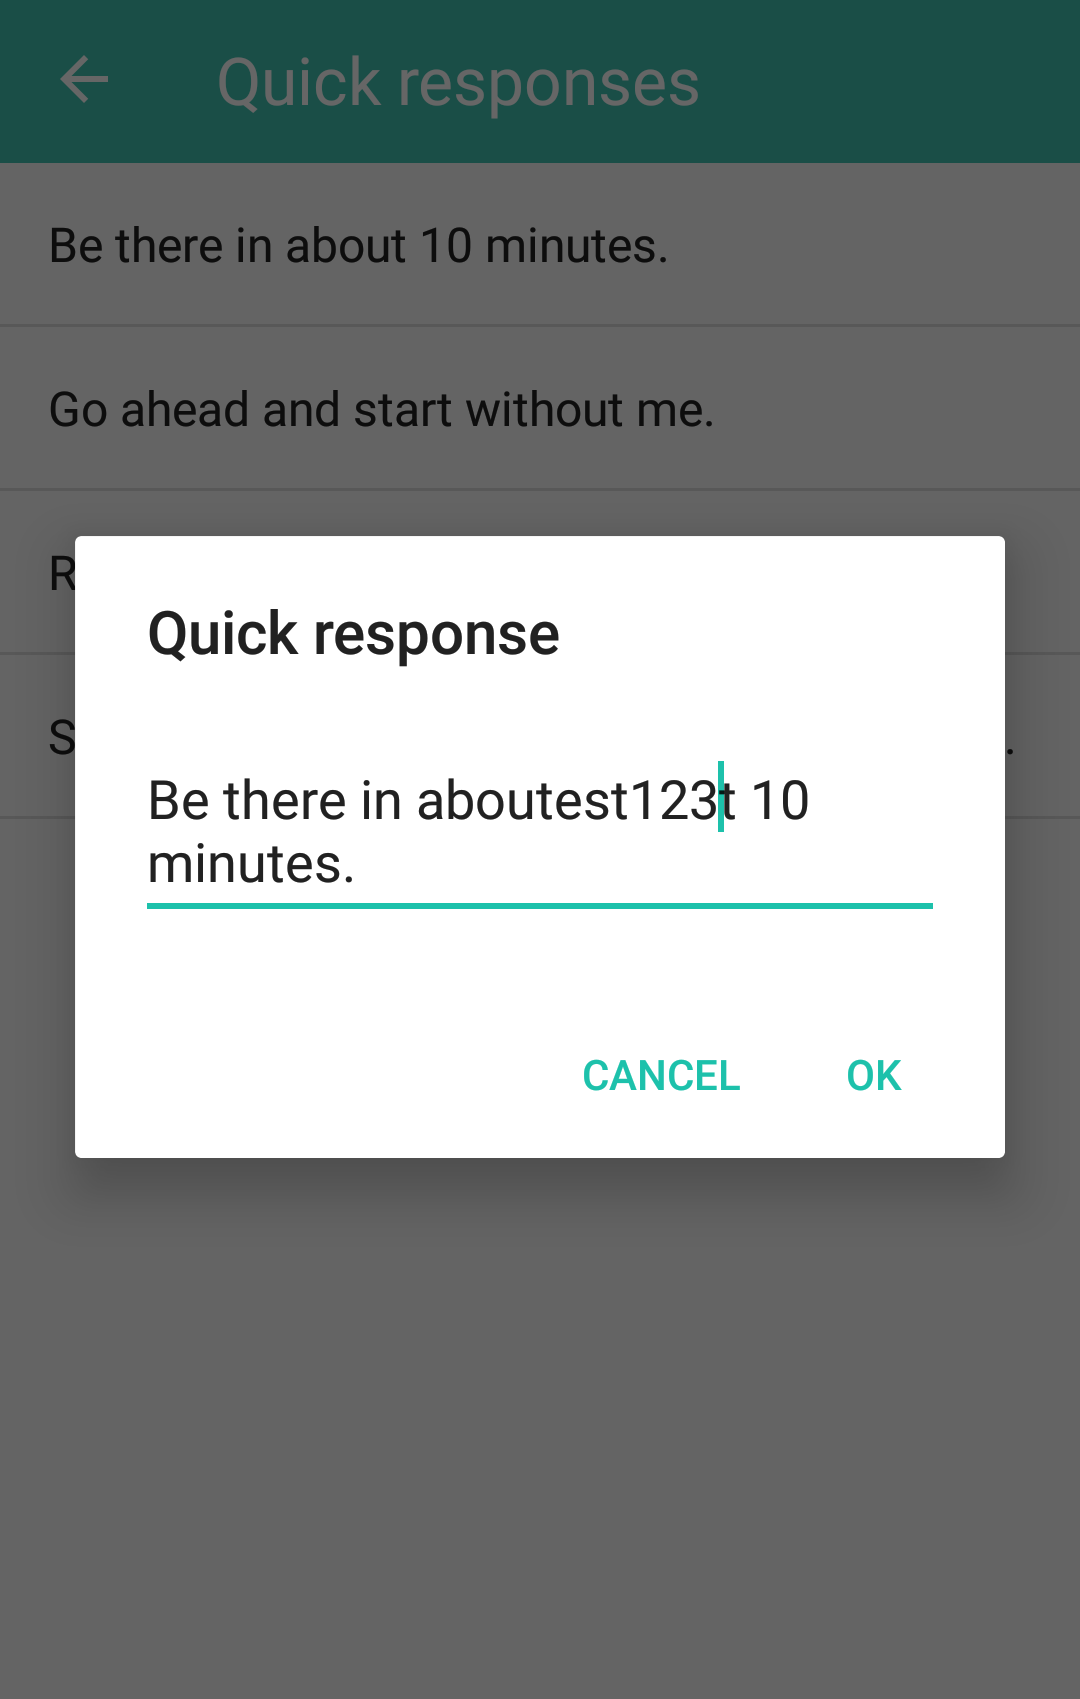 Quick responses
Be there in about 10 minutes.
Go ahead and start without me.
R
S .
Quick response
Be there in aboutest123t 10
minutes.
CANCEL OK